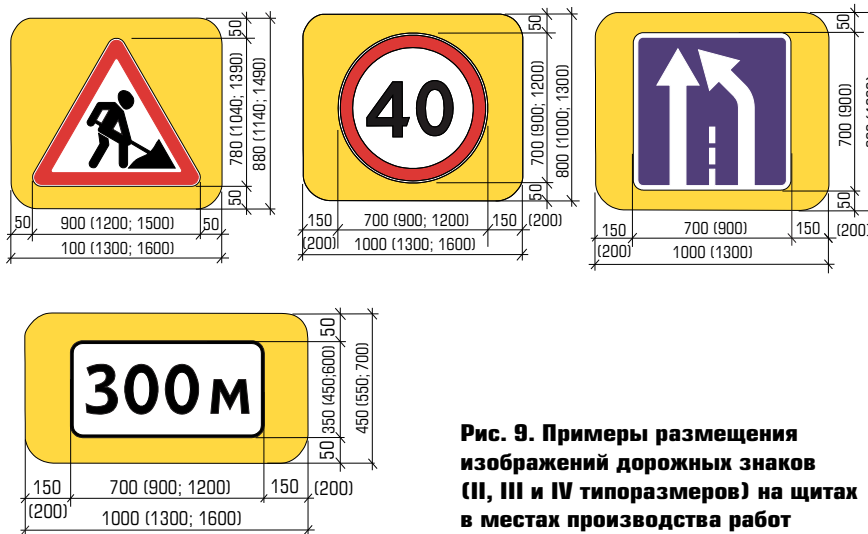 50
780 (1040; 1390)
880 (1140; 1490)
50
50
900 (1200; 1500)
50
100 (1300; 1600)
40
50
700 (900; 1200)
800 (1000; 1300)
50
150
700 (900; 1200)
150
(200)
(200)
1000 (1300; 1600)
50
700 (900)
50
150
700 (900)
150
(200)
(200)
1000 (1300)
300 м
50
350 (450;600)
450 (550; 700)
50
150
700 (900; 1200)
150
(200)
(200)
1000 (1300; 1600)
Рис. 9. Примеры размещения
изображений дорожных знаков
(II, III и IV типоразмеров) на щитах
в местах производства работ